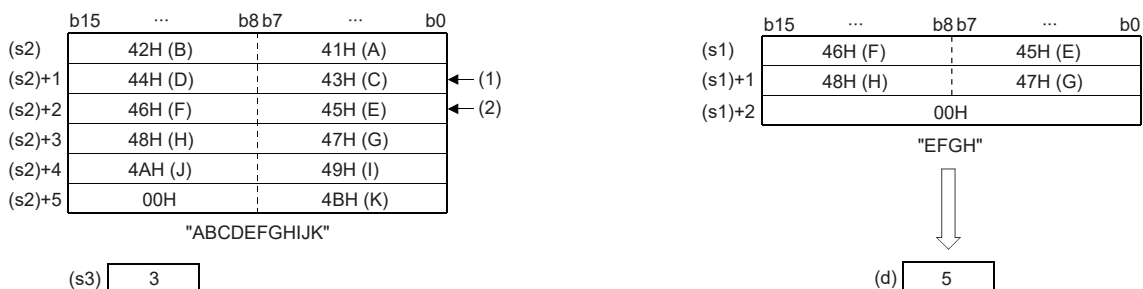 b15 ··· b8 b7 ··· b0
(s2) 42H (B) 41H (A)
(s2)+1 44H (D) 43H (C) (1)
(s2)+2 46H (F) 45H (E) (2)
(s2)+3 48H (H) 47H (G)
(s2)+4 4AH (J) 49H (I)
(s2)+5 00H 4BH (K)
"ABCDEFGHIJK"
(s3) 3
b15 ··· b8 b7 ··· b0
(s1) 46H (F) 45H (E)
(s1)+1 48H (H) 47H (G)
(s1)+2 00H
"EFGH"
(d) 5